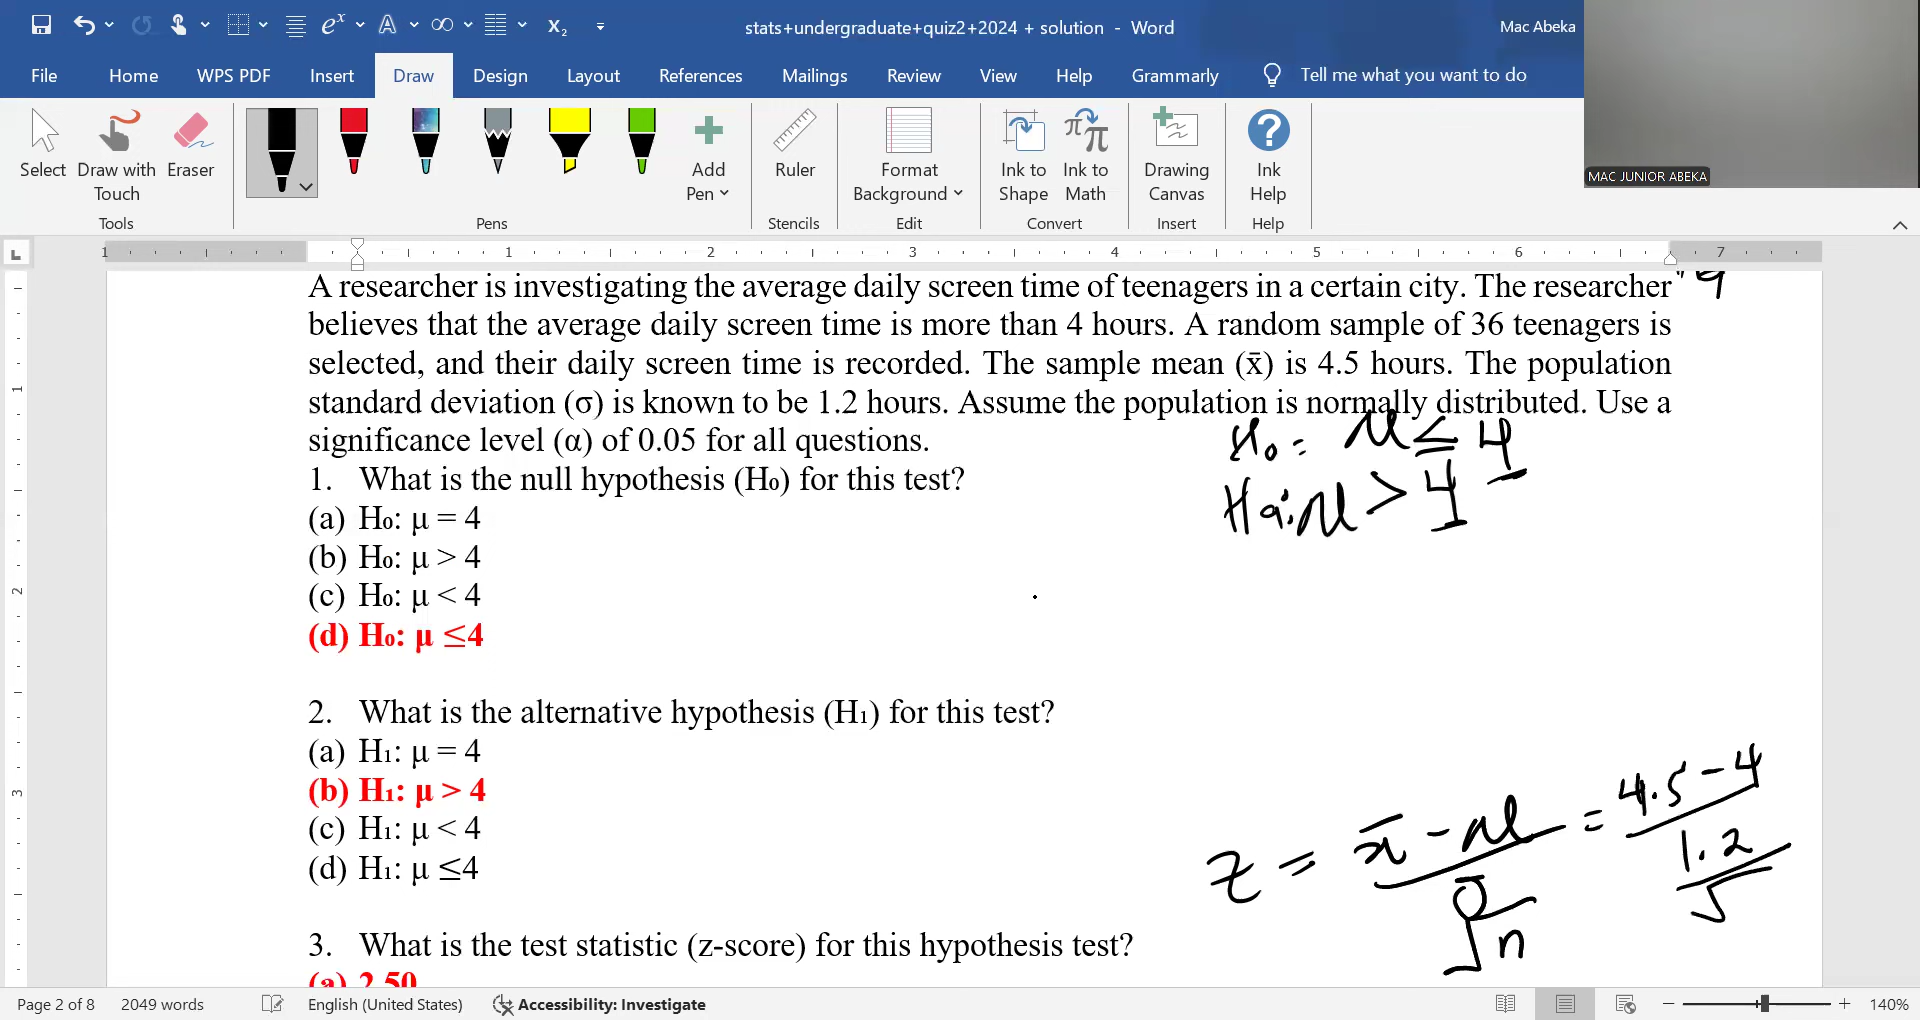 stats+undergraduate+quiz2+2024 + solution - Word
Mac Abeka
File Home WPS PDF Insert Draw Design Layout References Mailings Review View Help Grammarly Tell me what you want to do
Select Draw with Touch Eraser Add Pen Ruler Format Background Ink to Shape Ink to Math Drawing Canvas Ink Help
MAC JUNIOR ABEKA
Tools Pens Stencils Edit Convert Insert Help
1 1 2 3 4 5 6 7
A researcher is investigating the average daily screen time of teenagers in a certain city. The researcher
believes that the average daily screen time is more than 4 hours. A random sample of 36 teenagers is
selected, and their daily screen time is recorded. The sample mean (x̄) is 4.5 hours. The population
standard deviation (σ) is known to be 1.2 hours. Assume the population is normally distributed. Use a
significance level (α) of 0.05 for all questions.
H₀ = μ ≤ 4
1. What is the null hypothesis (H₀) for this test?
Ha: μ > 4
(a) H₀: μ = 4
(b) H₀: μ > 4
(c) H₀: μ < 4
(d) H₀: μ ≤4
2. What is the alternative hypothesis (H₁) for this test?
(a) H₁: μ = 4
(b) H₁: μ > 4
(c) H₁: μ < 4
(d) H₁: μ ≤4
z = x̄ - μ / σ/√n = 4.5 - 4 / 1.2/√
3. What is the test statistic (z-score) for this hypothesis test?
(a) 2.50
Page 2 of 8 2049 words English (United States) Accessibility: Investigate 140%